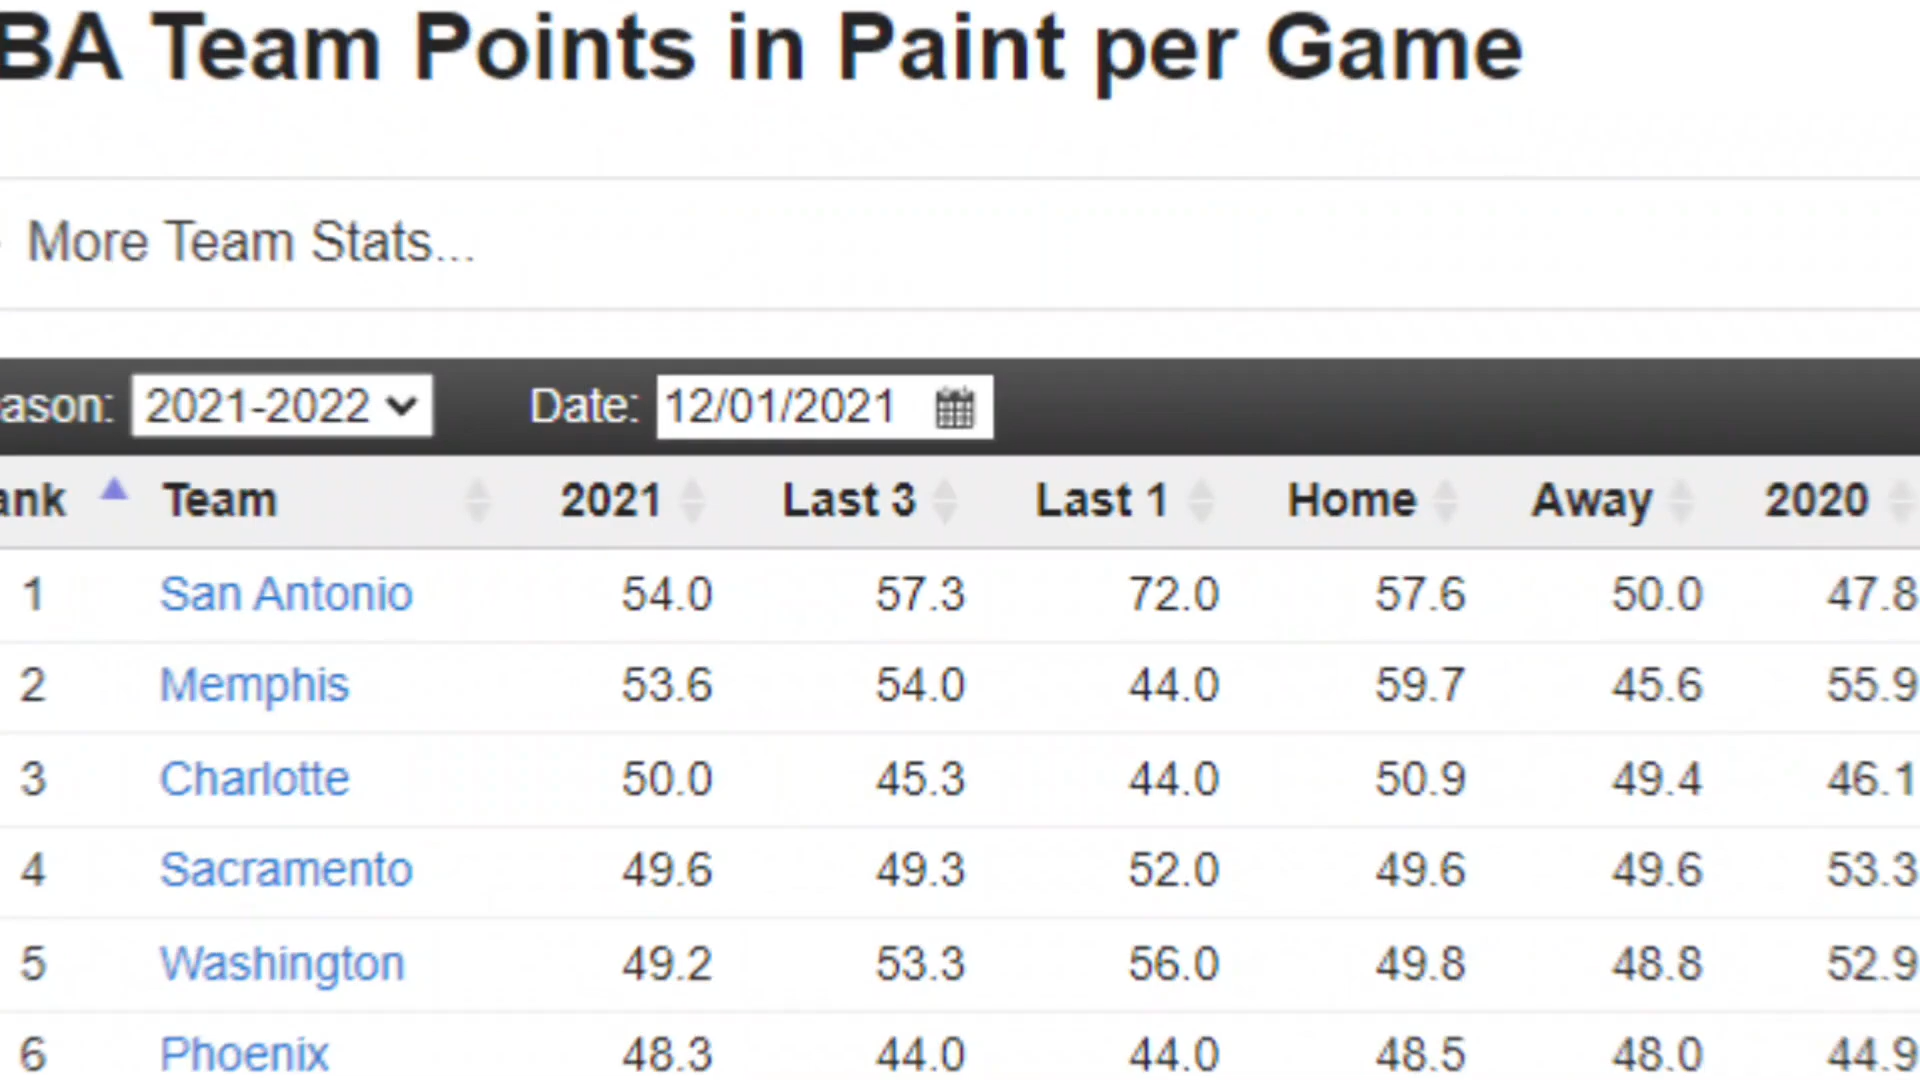 BA Team Points in Paint per Game
More Team Stats...
ason: 2021-2022 Date: 12/01/2021
ank Team 2021 Last 3 Last 1 Home Away 2020
1 San Antonio 54.0 57.3 72.0 57.6 50.0 47.8
2 Memphis 53.6 54.0 44.0 59.7 45.6 55.9
3 Charlotte 50.0 45.3 44.0 50.9 49.4 46.1
4 Sacramento 49.6 49.3 52.0 49.6 49.6 53.3
5 Washington 49.2 53.3 56.0 49.8 48.8 52.9
6 Phoenix 48.3 44.0 44.0 48.5 48.0 44.9